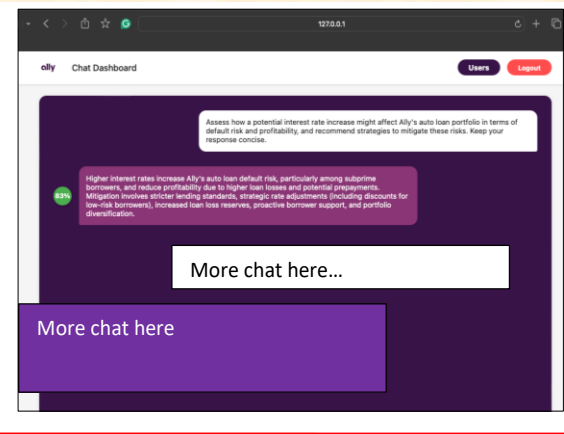 127.0.0.1
ally Chat Dashboard Users Logout
Assess how a potential interest rate increase might affect Ally's auto loan portfolio in terms of
default risk and profitability, and recommend strategies to mitigate these risks. Keep your
response concise.
Higher interest rates increase Ally's auto loan default risk, particularly among subprime
borrowers, and reduce profitability due to higher loan losses and potential prepayments.
83% Mitigation involves stricter lending standards, strategic rate adjustments (including discounts for
low-risk borrowers), increased loan loss reserves, proactive borrower support, and portfolio
diversification.
More chat here...
More chat here